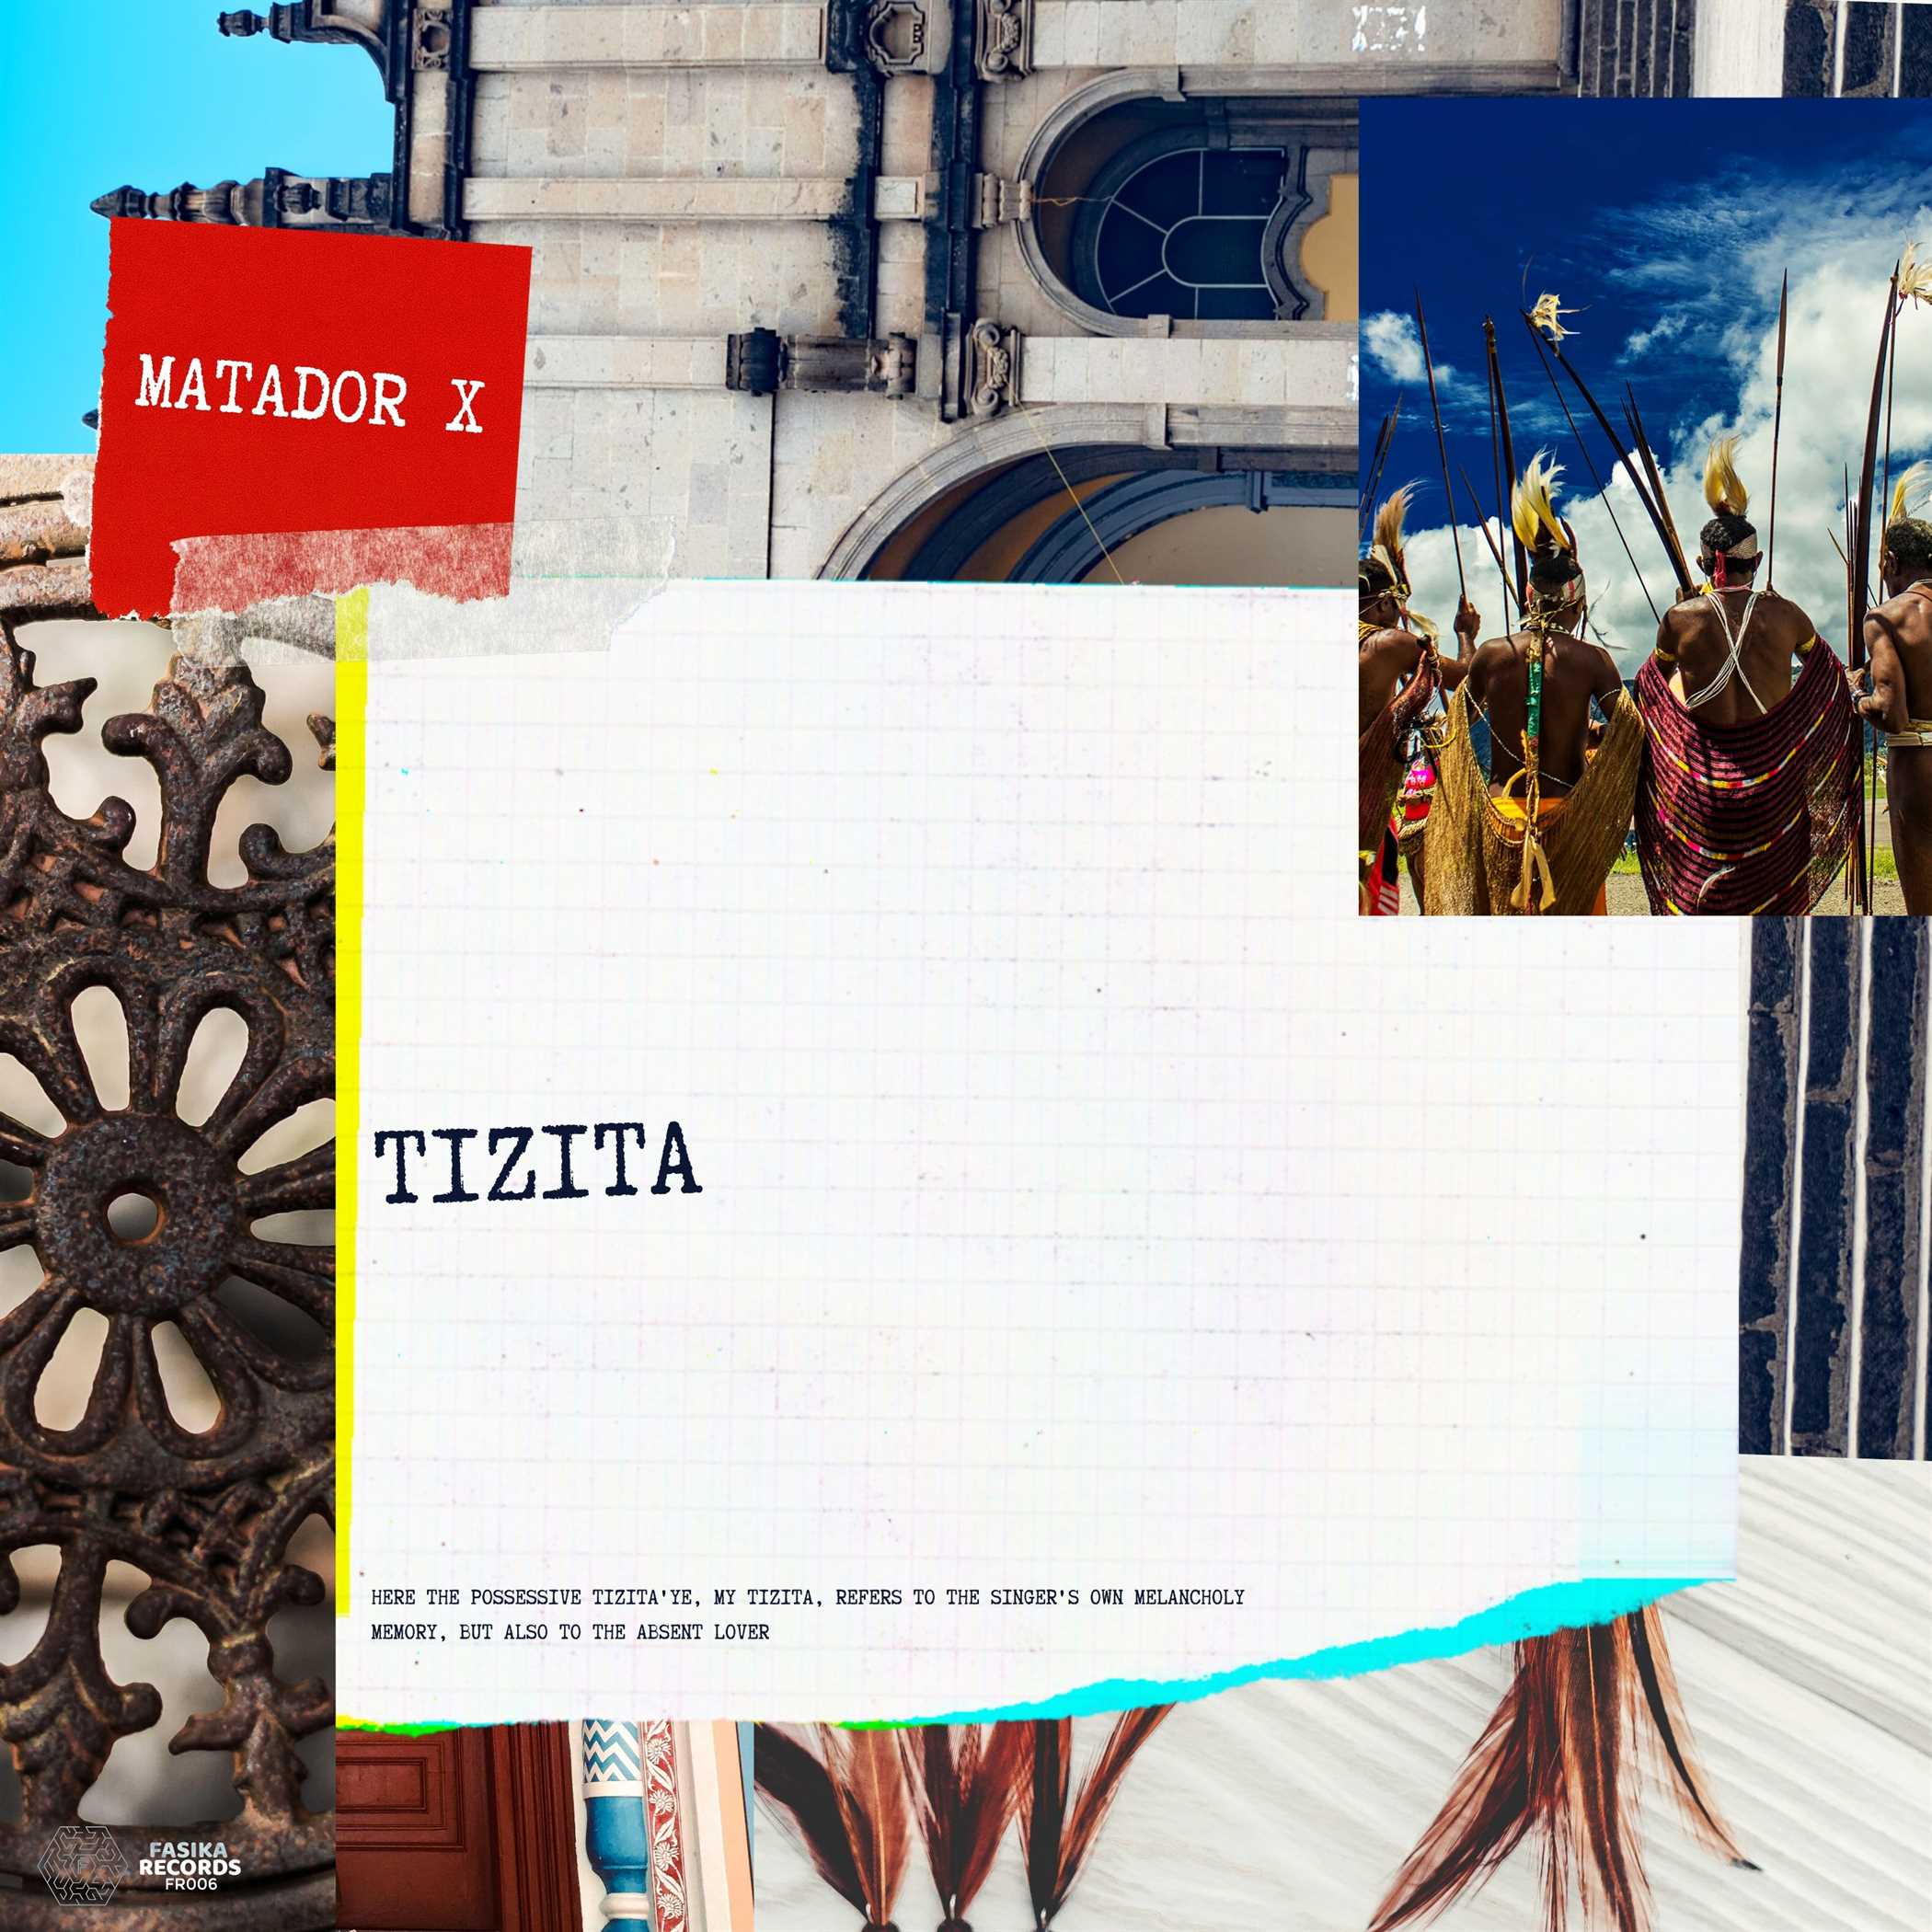 MATADOR X
TIZITA
HERE THE POSSESSIVE TIZITA'YE, MY TIZITA, REFERS TO THE SINGER'S OWN MELANCHOLY
MEMORY, BUT ALSO TO THE ABSENT LOVER
FASIKA
RECORDS
FR006